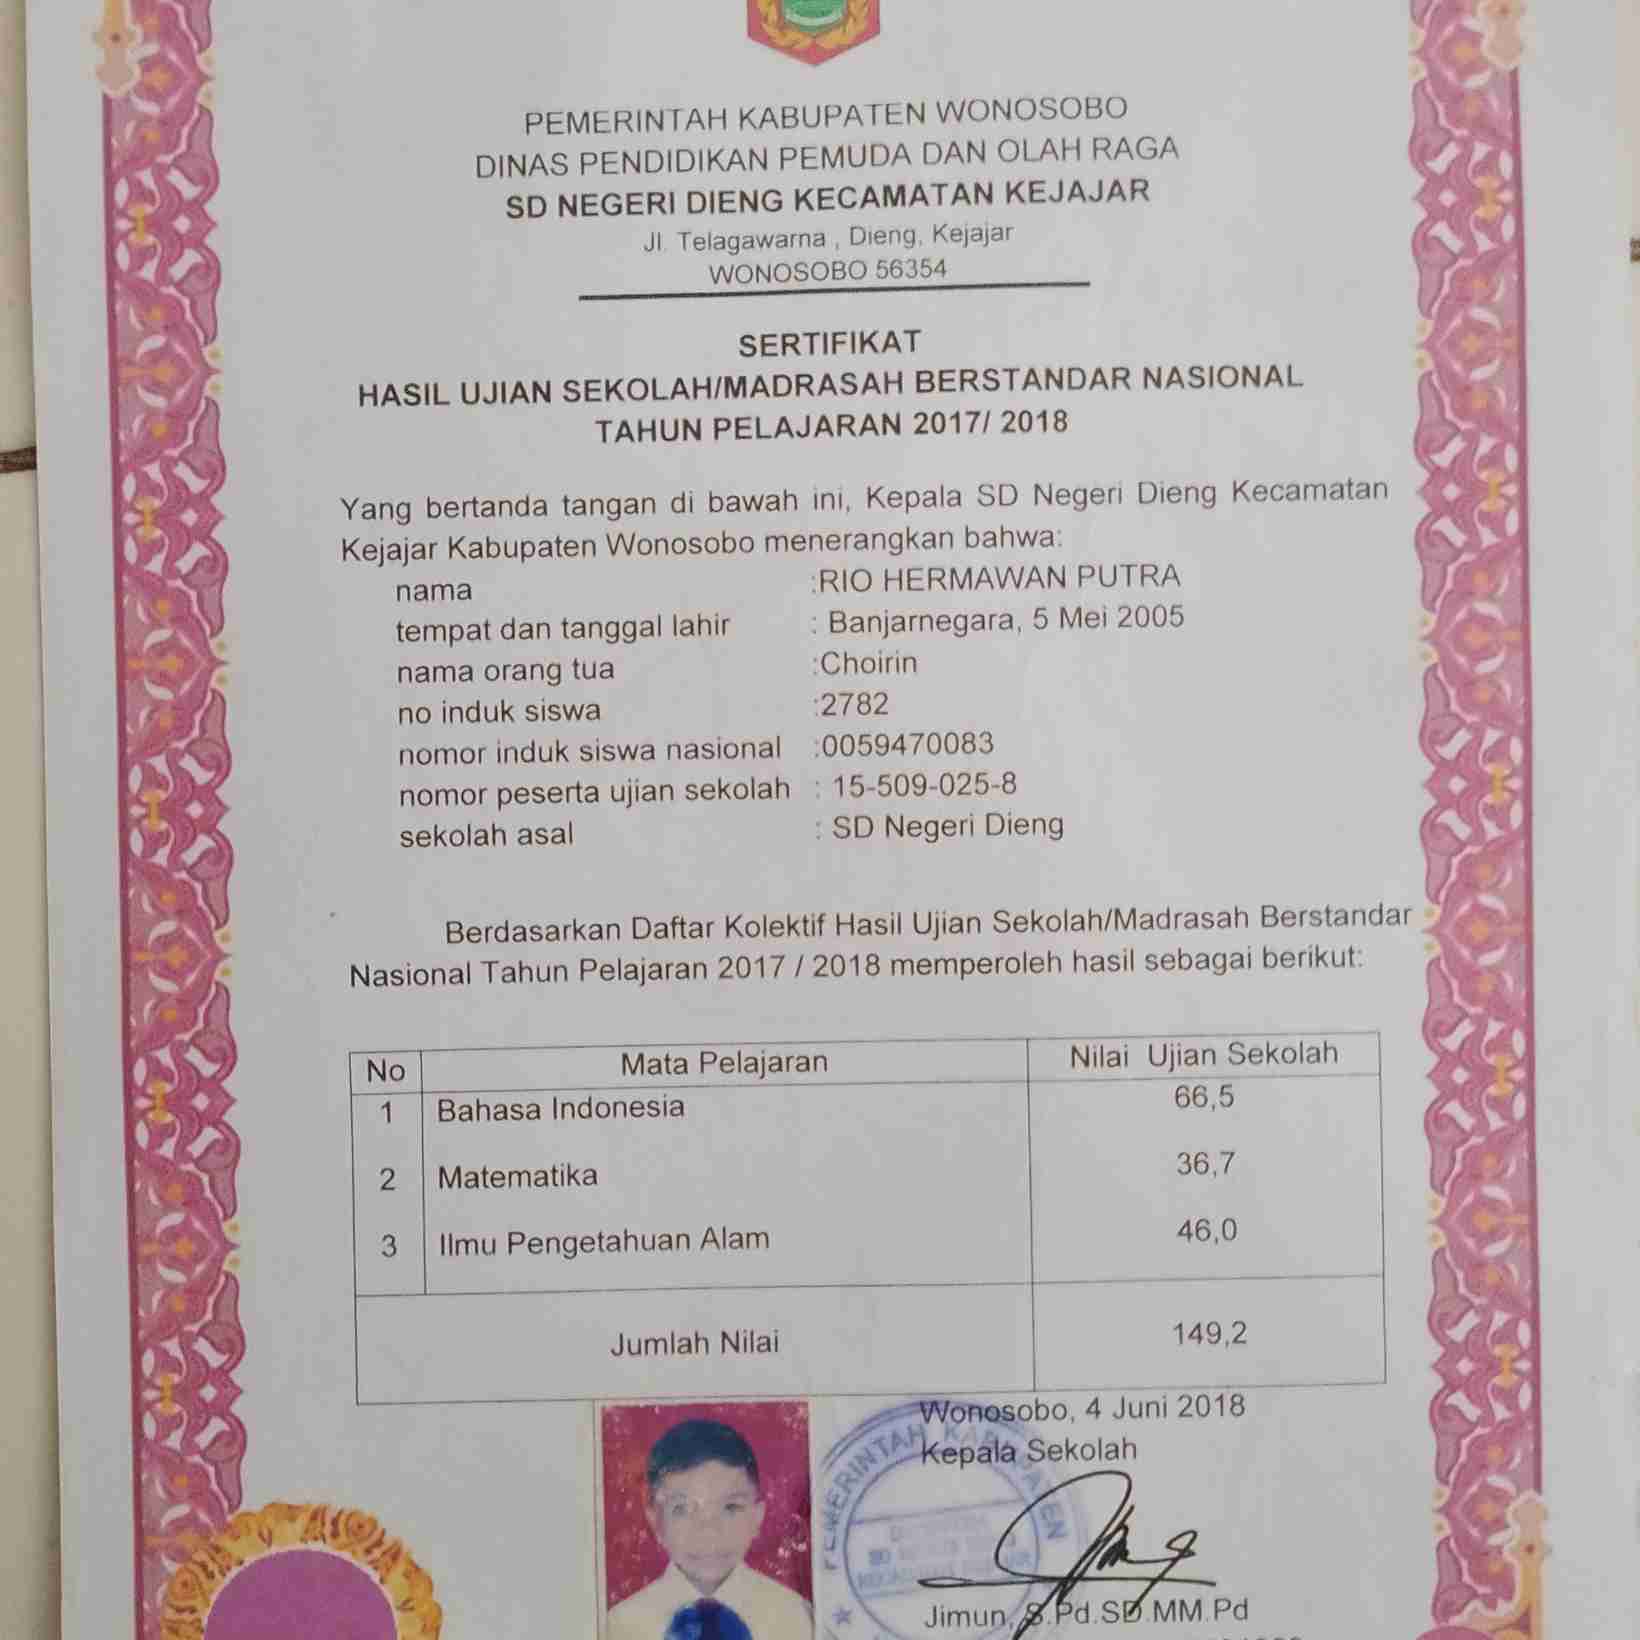 PEMERINTAH KABUPATEN WONOSOBO
DINAS PENDIDIKAN PEMUDA DAN OLAH RAGA
SD NEGERI DIENG KECAMATAN KEJAJAR
Jl. Telagawarna , Dieng, Kejajar
WONOSOBO 56354
SERTIFIKAT
HASIL UJIAN SEKOLAH/MADRASAH BERSTANDAR NASIONAL
TAHUN PELAJARAN 2017/ 2018
Yang bertanda tangan di bawah ini, Kepala SD Negeri Dieng Kecamatan
Kejajar Kabupaten Wonosobo menerangkan bahwa:
nama :RIO HERMAWAN PUTRA
tempat dan tanggal lahir : Banjarnegara, 5 Mei 2005
nama orang tua :Choirin
no induk siswa :2782
nomor induk siswa nasional :0059470083
nomor peserta ujian sekolah : 15-509-025-8
sekolah asal : SD Negeri Dieng
Berdasarkan Daftar Kolektif Hasil Ujian Sekolah/Madrasah Berstandar
Nasional Tahun Pelajaran 2017 / 2018 memperoleh hasil sebagai berikut:
No Mata Pelajaran Nilai Ujian Sekolah
1 Bahasa Indonesia 66,5
2 Matematika 36,7
3 Ilmu Pengetahuan Alam 46,0
Jumlah Nilai 149,2
Wonosobo, 4 Juni 2018
Kepala Sekolah
PEMERINTAH KABUPATEN
Jimun, S.Pd.SD.MM.Pd